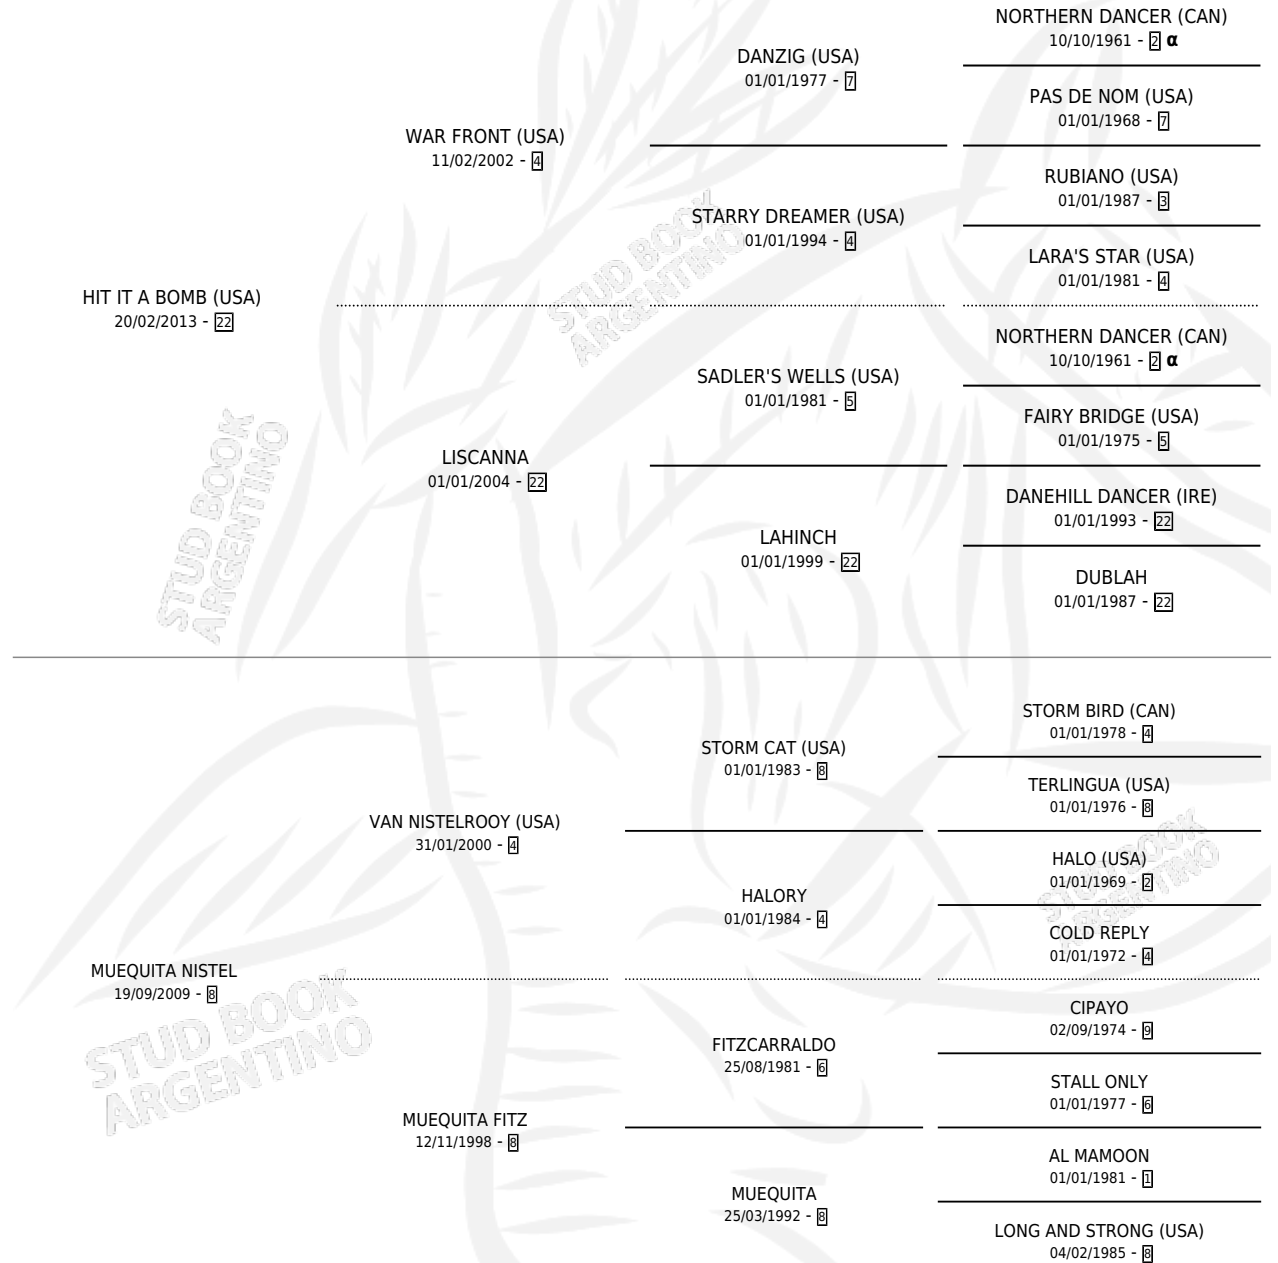 NORTHERN DANCER (CAN)
10/10/1961 - 2 α
DANZIG (USA)
01/01/1977 - 7
PAS DE NOM (USA)
01/01/1968 - 7
WAR FRONT (USA)
11/02/2002 - 4
RUBIANO (USA)
01/01/1987 - 3
STARRY DREAMER (USA)
01/01/1994 - 4
LARA'S STAR (USA)
01/01/1981 - 4
HIT IT A BOMB (USA)
20/02/2013 - 22
NORTHERN DANCER (CAN)
10/10/1961 - 2 α
SADLER'S WELLS (USA)
01/01/1981 - 5
FAIRY BRIDGE (USA)
01/01/1975 - 5
LISCANNA
01/01/2004 - 22
DANEHILL DANCER (IRE)
01/01/1993 - 22
LAHINCH
01/01/1999 - 22
DUBLAH
01/01/1987 - 22
STORM BIRD (CAN)
01/01/1978 - 4
STORM CAT (USA)
01/01/1983 - 8
TERLINGUA (USA)
01/01/1976 - 8
VAN NISTELROOY (USA)
31/01/2000 - 4
HALO (USA)
01/01/1969 - 2
HALORY
01/01/1984 - 4
COLD REPLY
01/01/1972 - 4
MUEQUITA NISTEL
19/09/2009 - 8
CIPAYO
02/09/1974 - 9
FITZCARRALDO
25/08/1981 - 6
STALL ONLY
01/01/1977 - 6
MUEQUITA FITZ
12/11/1998 - 8
AL MAMOON
01/01/1981 - 1
MUEQUITA
25/03/1992 - 8
LONG AND STRONG (USA)
04/02/1985 - 8
STUD BOOK
ARGENTINO
STUD BOOK
ARGENTINO
STUD BOOK
ARGENTINO
STUD BOOK
ARGENTINO